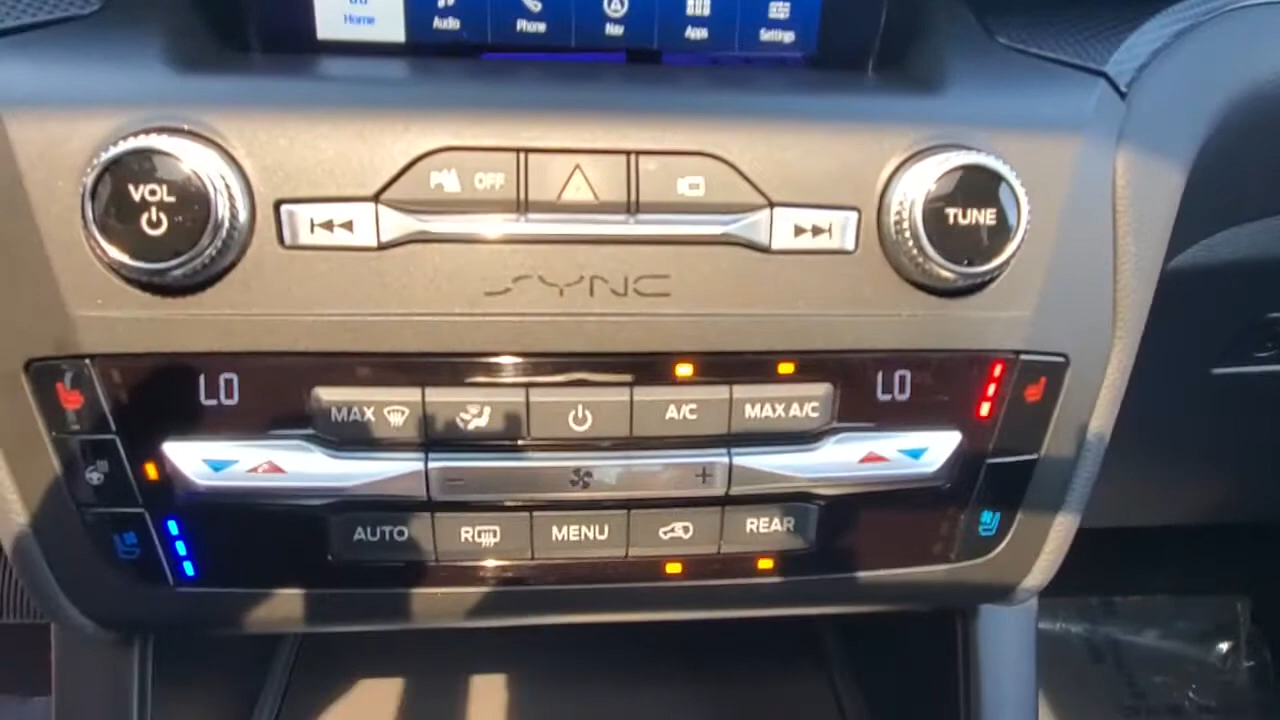 Home Audio Phone Nav Apps Settings
VOL
OFF
TUNE
SYNC
LO
LO
MAX
A/C
MAX A/C
- +
AUTO
R
MENU
REAR